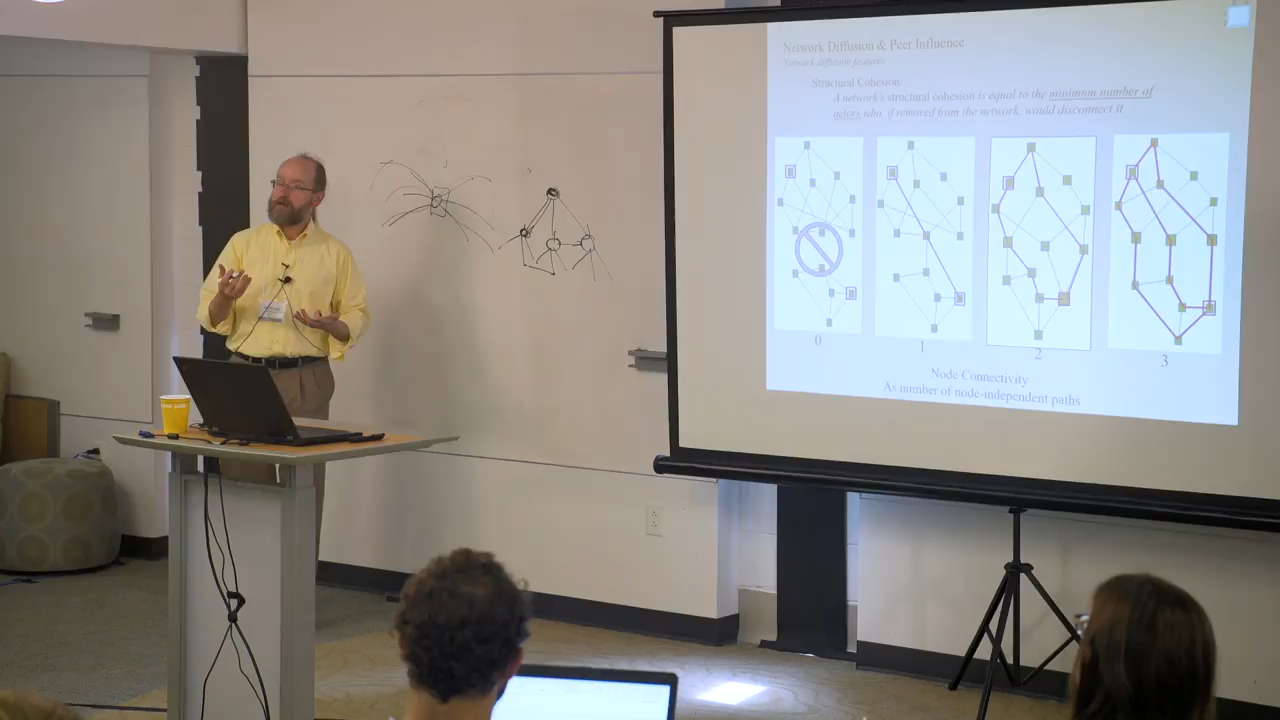 Network Diffusion & Peer Influence
Network diffusion features
Structural Cohesion:
A network's structural cohesion is equal to the minimum number of
actors who, if removed from the network, would disconnect it
0
1
2
3
Node Connectivity
As number of node-independent paths